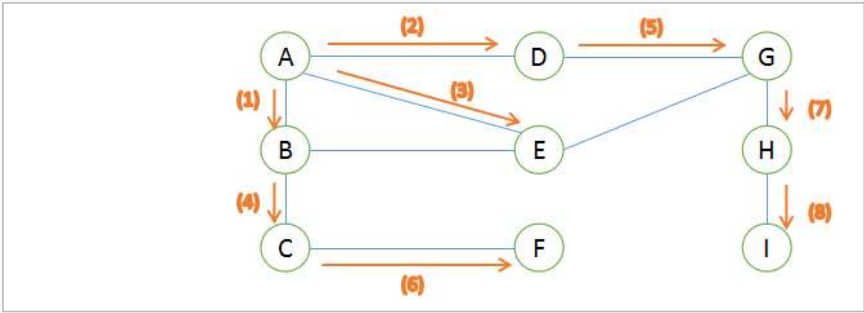 (2) (5)
A D G
(1) (3) (7)
B E H
(4) (8)
C F I
(6)